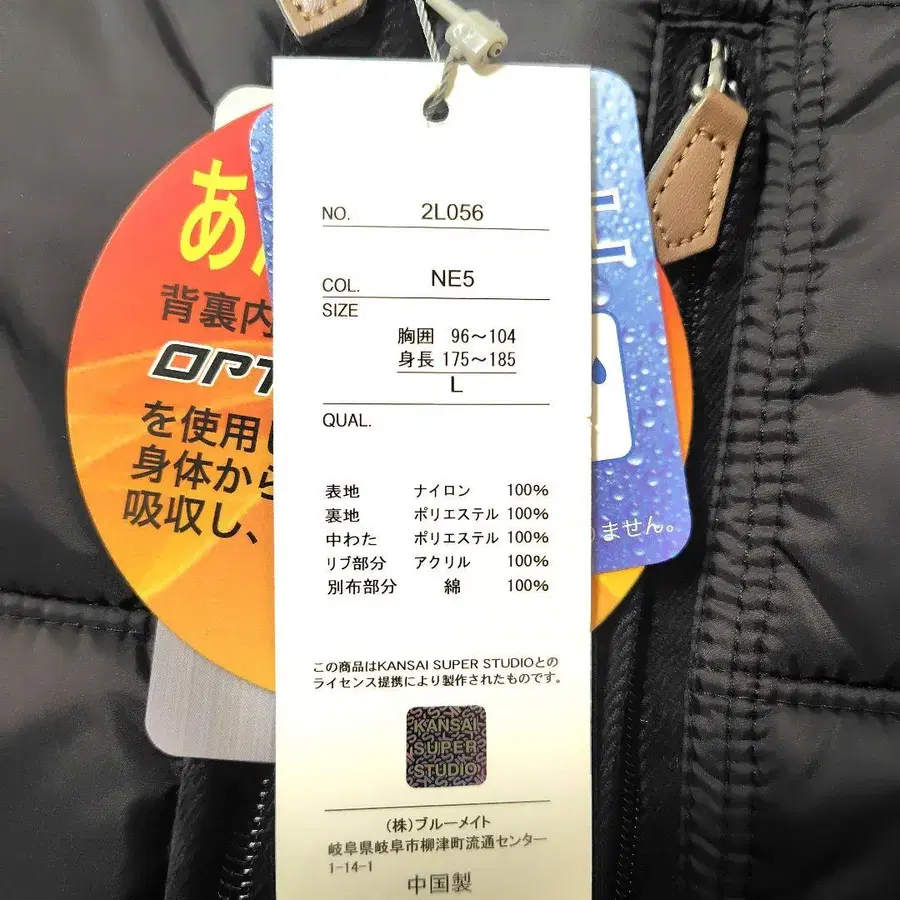 NO. 2L056
COL. NE5
SIZE
胸囲 96～104
身長 175～185
L
QUAL.
表地 ナイロン 100%
裏地 ポリエステル 100%
中わた ポリエステル 100%
リブ部分 アクリル 100%
別布部分 綿 100%
この商品はKANSAI SUPER STUDIOとの
ライセンス提携により製作されたものです。
KANSAI
SUPER
STUDIO
(株)ブルーメイト
岐阜県岐阜市柳津町流通センター
1-14-1
中国製
あ
背裏内
OPT
を使用し
身体から
吸収し、
ません。